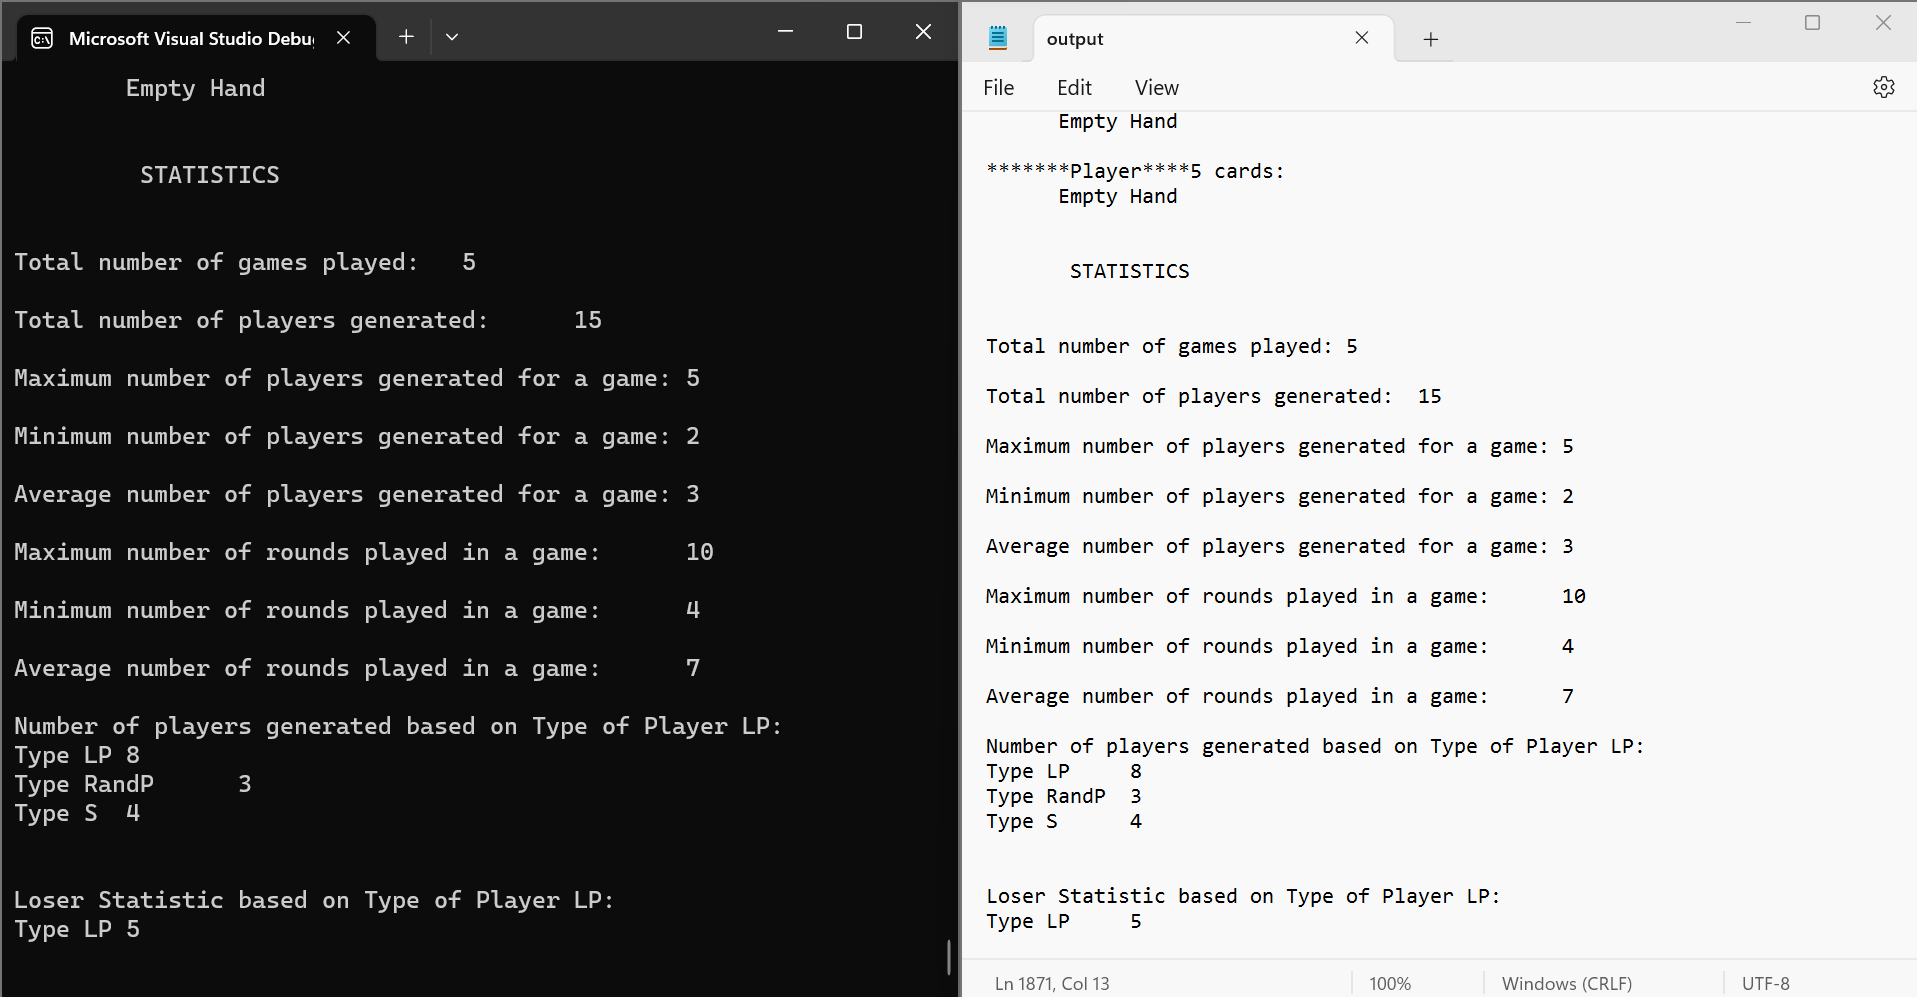 Microsoft Visual Studio Debug
Empty Hand
STATISTICS
Total number of games played: 5
Total number of players generated: 15
Maximum number of players generated for a game: 5
Minimum number of players generated for a game: 2
Average number of players generated for a game: 3
Maximum number of rounds played in a game: 10
Minimum number of rounds played in a game: 4
Average number of rounds played in a game: 7
Number of players generated based on Type of Player LP:
Type LP 8
Type RandP 3
Type S 4
Loser Statistic based on Type of Player LP:
Type LP 5
output
File Edit View
Empty Hand
*******Player****5 cards:
Empty Hand
STATISTICS
Total number of games played: 5
Total number of players generated: 15
Maximum number of players generated for a game: 5
Minimum number of players generated for a game: 2
Average number of players generated for a game: 3
Maximum number of rounds played in a game: 10
Minimum number of rounds played in a game: 4
Average number of rounds played in a game: 7
Number of players generated based on Type of Player LP:
Type LP 8
Type RandP 3
Type S 4
Loser Statistic based on Type of Player LP:
Type LP 5
Ln 1871, Col 13 100% Windows (CRLF) UTF-8